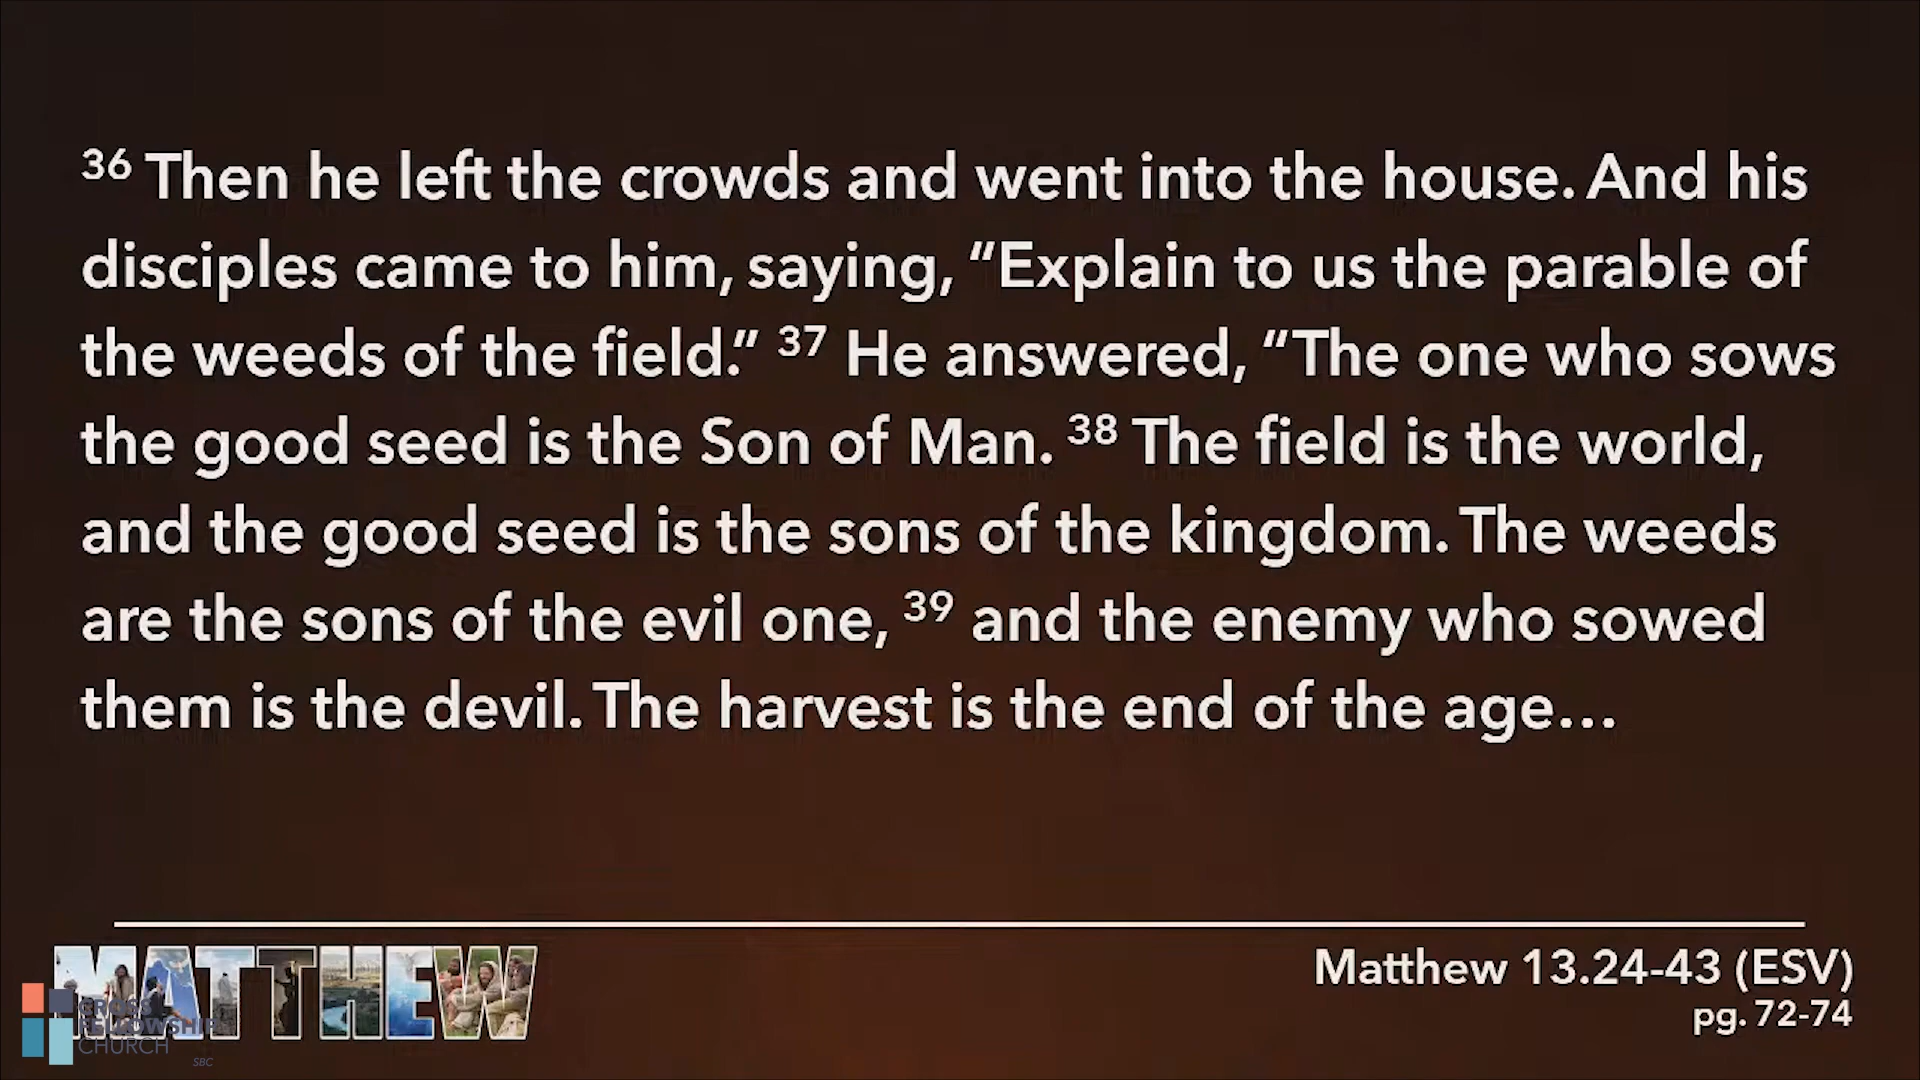 36 Then he left the crowds and went into the house. And his
disciples came to him, saying, “Explain to us the parable of
the weeds of the field.” 37 He answered, “The one who sows
the good seed is the Son of Man. 38 The field is the world,
and the good seed is the sons of the kingdom. The weeds
are the sons of the evil one, 39 and the enemy who sowed
them is the devil. The harvest is the end of the age…
MATTHEW
Matthew 13.24-43 (ESV)
pg. 72-74
CROSS
FELLOWSHIP
CHURCH
SBC